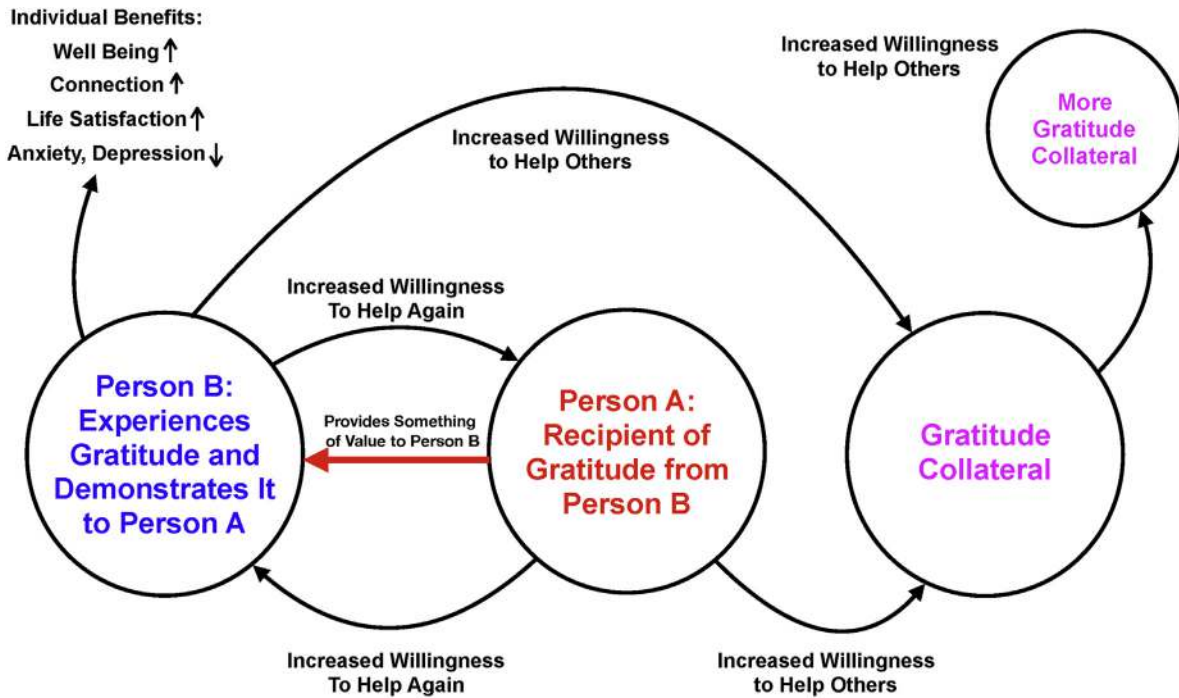 Individual Benefits:
Well Being ↑
Connection ↑
Life Satisfaction ↑
Anxiety, Depression ↓
Increased Willingness
to Help Others
Increased Willingness
to Help Others
More
Gratitude
Collateral
Increased Willingness
To Help Again
Person B:
Experiences
Gratitude and
Demonstrates It
to Person A
Provides Something
of Value to Person B
Person A:
Recipient of
Gratitude from
Person B
Gratitude
Collateral
Increased Willingness
To Help Again
Increased Willingness
to Help Others